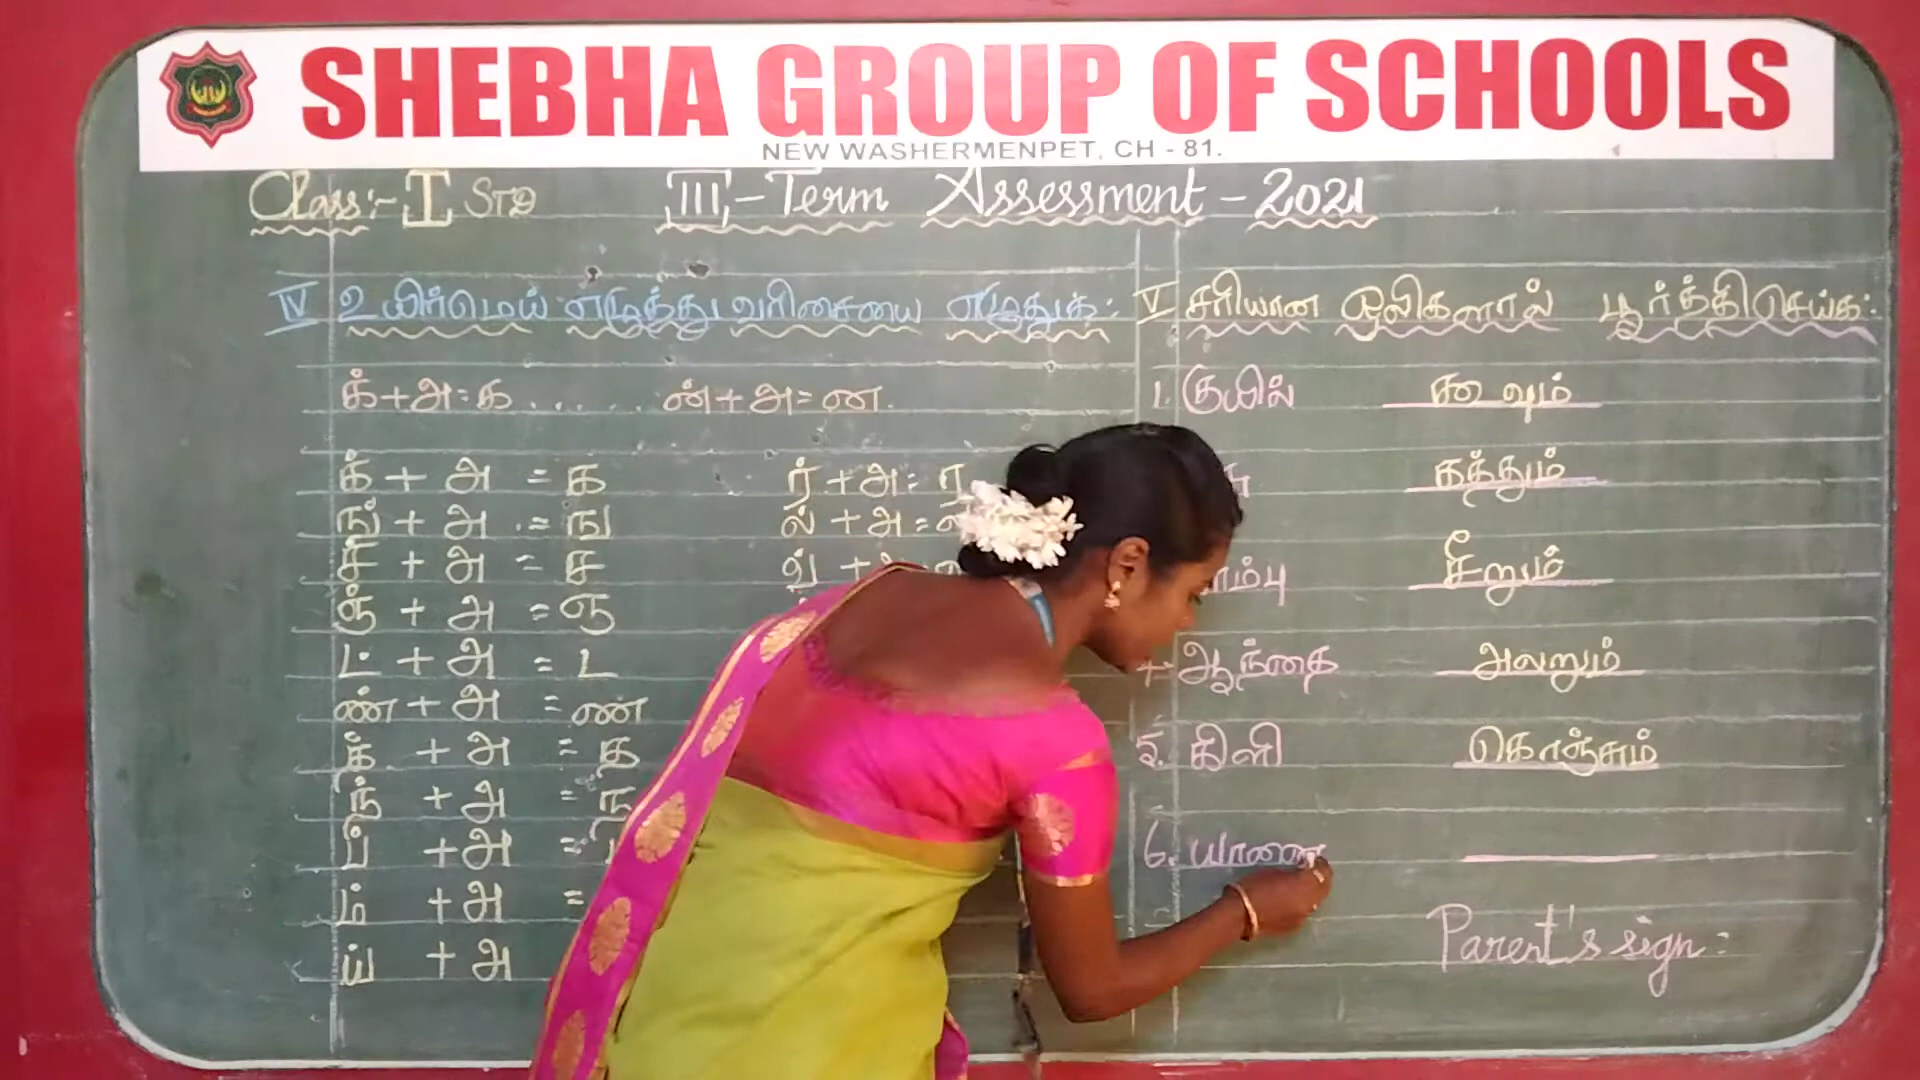 SHEBHA GROUP OF SCHOOLS
NEW WASHERMENPET, CH - 81.
Class:- I STD III - Term Assessment - 2021
IV உயிர்மெய் எழுத்து வரிசையை எழுதுக:
க்+அ=க ...... ன்+அ=ன.
க் + அ = க
ங் + அ = ங
ச் + அ = ச
ஞ் + அ = ஞ
ட் + அ = ட
ண் + அ = ண
த் + அ = த
ந் + அ = ந
ப் + அ =
ம் + அ =
ய் + அ
ர் + அ = ர
ல் + அ =
வ் +
V சரியான ஒலிகளால் பூர்த்திசெய்க:
1. குயில் கூவும்
கத்தும்
சீறும்
4. ஆந்தை அலறும்
5. கிளி கொஞ்சும்
6. யானை
Parent's sign: